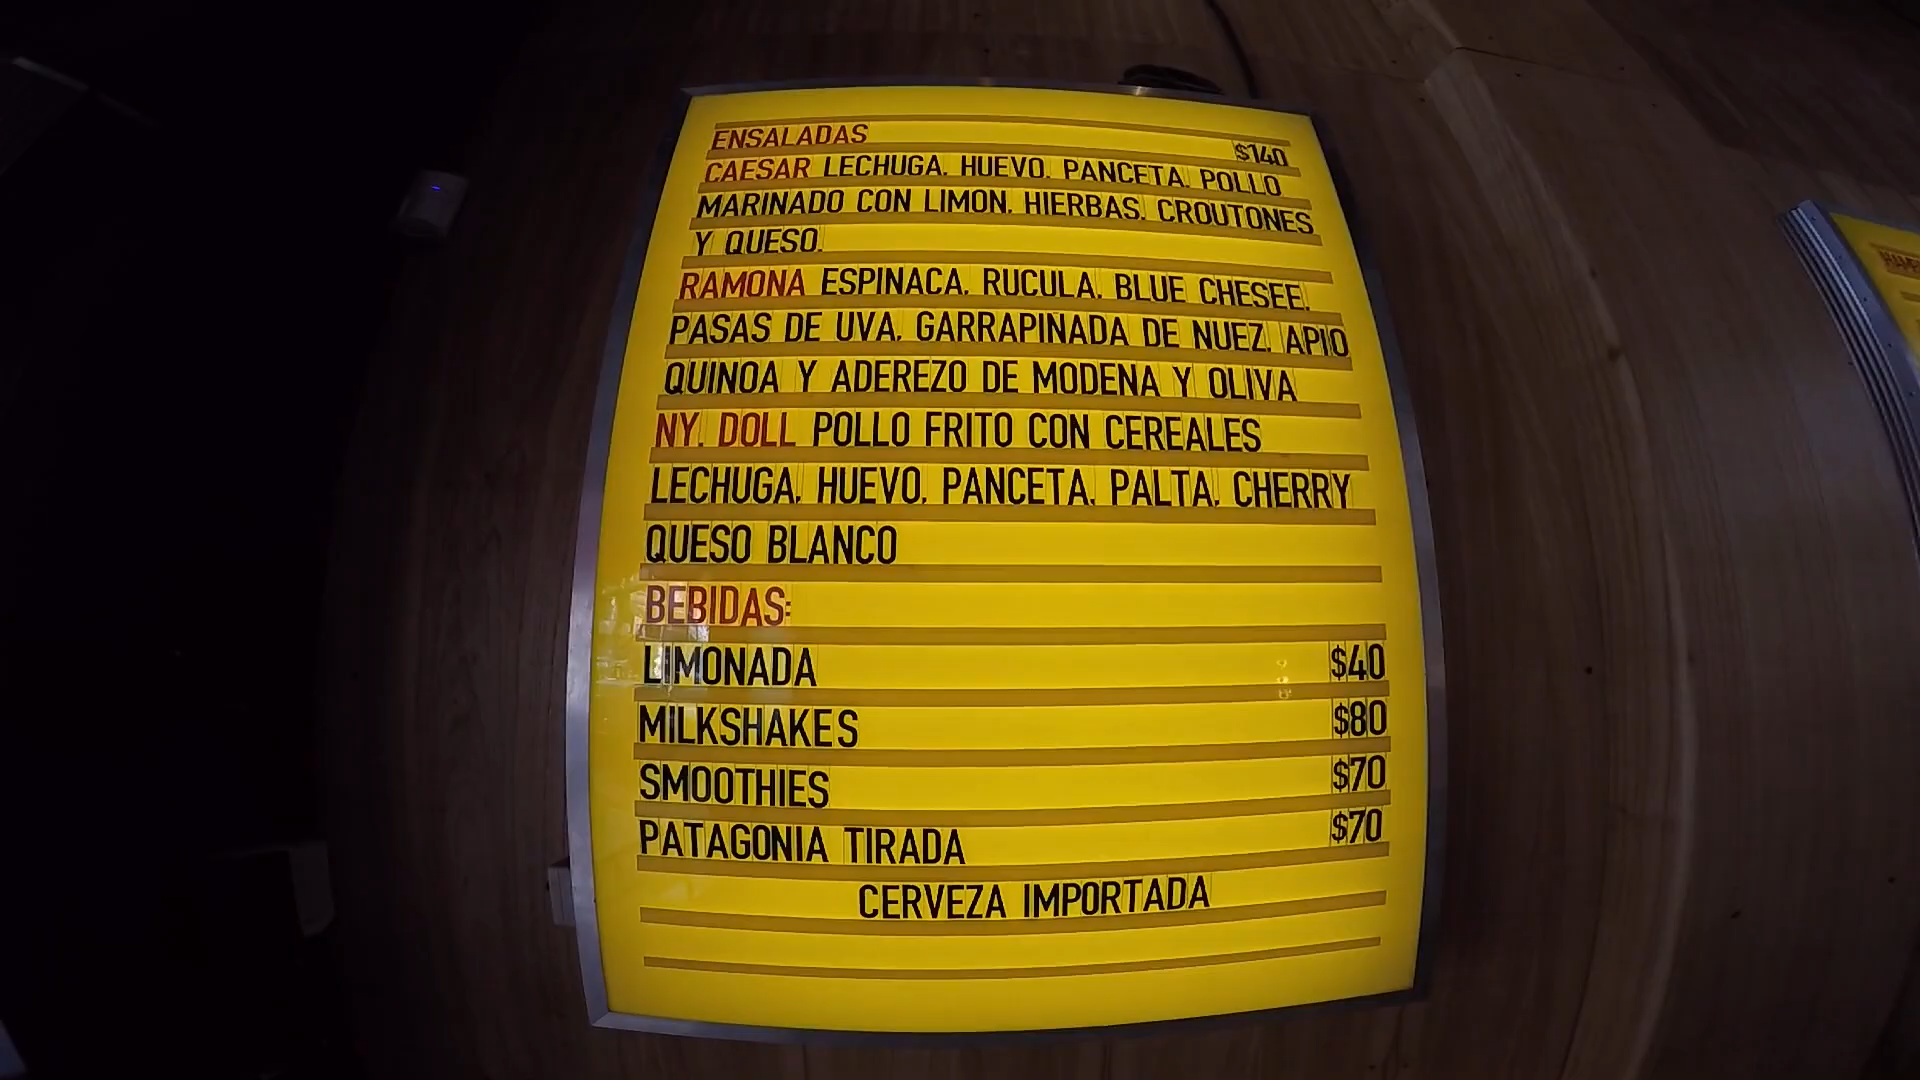 ENSALADAS $140
CAESAR LECHUGA, HUEVO, PANCETA, POLLO
MARINADO CON LIMON, HIERBAS, CROUTONES
Y QUESO.
RAMONA ESPINACA, RUCULA, BLUE CHESEE,
PASAS DE UVA, GARRAPINADA DE NUEZ, APIO
QUINOA Y ADEREZO DE MODENA Y OLIVA
NY. DOLL POLLO FRITO CON CEREALES
LECHUGA, HUEVO, PANCETA, PALTA, CHERRY
QUESO BLANCO
BEBIDAS:
LIMONADA $40
MILKSHAKES $80
SMOOTHIES $70
PATAGONIA TIRADA $70
CERVEZA IMPORTADA